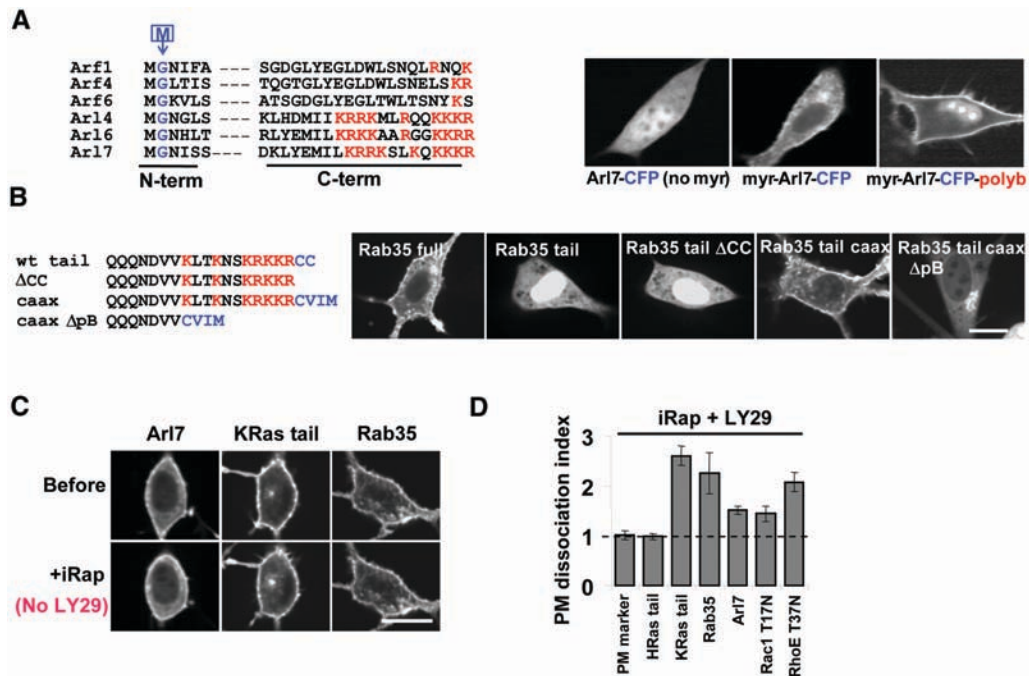 A
M
Arf1 MGNIFA --- SGDGLYEGLDWLSNQLRNQK
Arf4 MGLTIS --- TQGTGLYEGLDWLSNELSKR
Arf6 MGKVLS --- ATSGDGLYEGLTWLTSNYKS
Arl4 MGNGLS --- KLHDMIIKRRKMLRQQKKKR
Arl6 MGNHLT --- RLYEMILKRRKAARGGKKKR
Arl7 MGNISS --- DKLYEMILKRRKSLKQKKKR
N-term C-term
Arl7-CFP (no myr) myr-Arl7-CFP myr-Arl7-CFP-polyb
B
wt tail QQQNDVVKLTKNSKRKKRCC
ΔCC QQQNDVVKLTKNSKRKKR
caax QQQNDVVKLTKNSKRKKRCVIM
caax ΔpB QQQNDVVCVIM
Rab35 full Rab35 tail Rab35 tail ΔCC Rab35 tail caax Rab35 tail caax
ΔpB
C
Arl7 KRas tail Rab35
Before
+iRap
(No LY29)
D
iRap + LY29
PM dissociation index
3
2
1
0
PM marker
HRas tail
KRas tail
Rab35
Arl7
Rac1 T17N
RhoE T37N